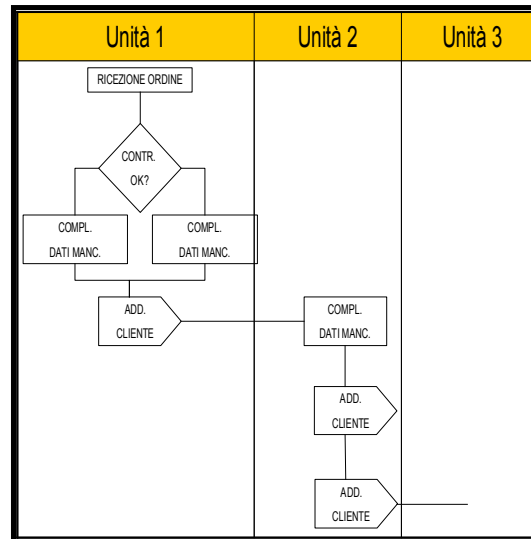 Unità 1
Unità 2
Unità 3
RICEZIONE ORDINE
CONTR.
OK?
COMPL.
DATI MANC.
COMPL.
DATI MANC.
ADD.
CLIENTE
COMPL.
DATI MANC.
ADD.
CLIENTE
ADD.
CLIENTE